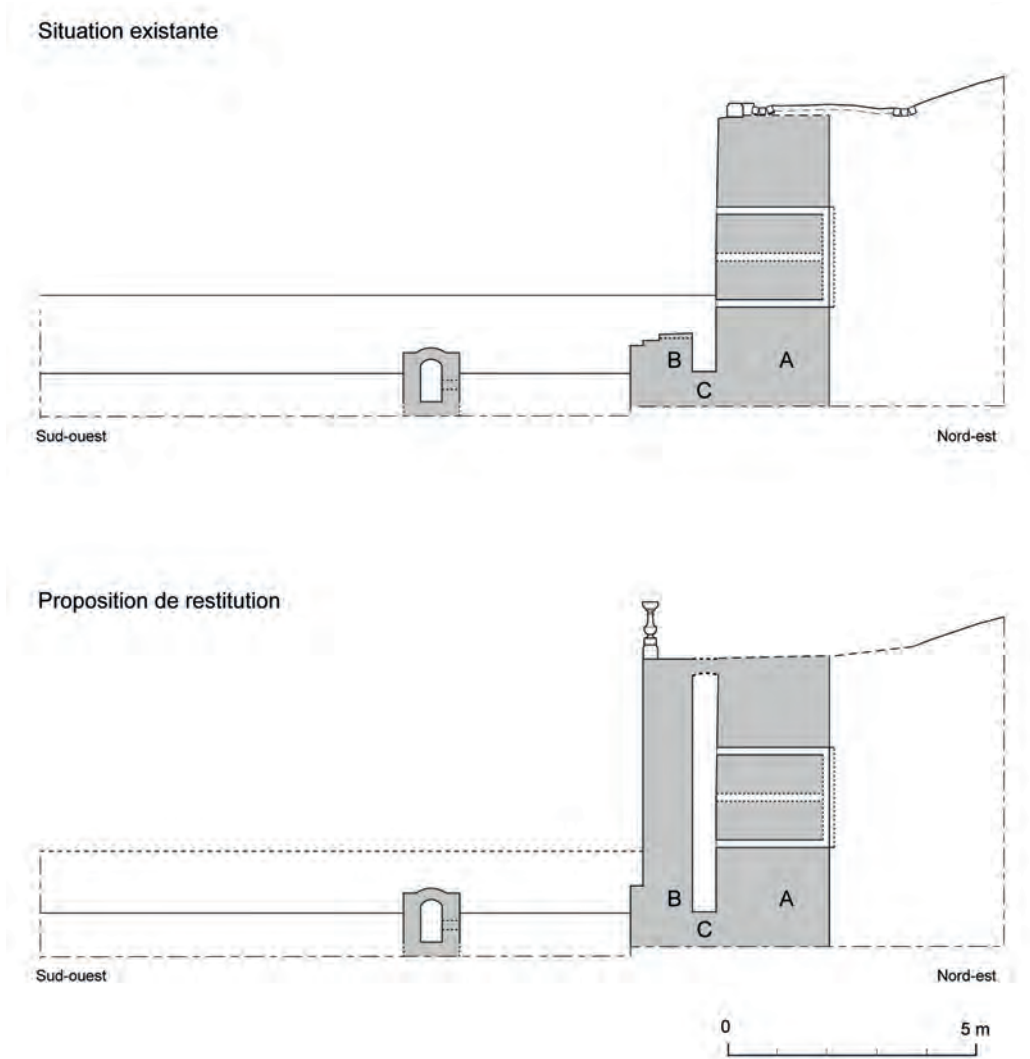 Situation existante
B
A
C
Sud-ouest
Nord-est
Proposition de restitution
B
A
C
Sud-ouest
Nord-est
0
5 m